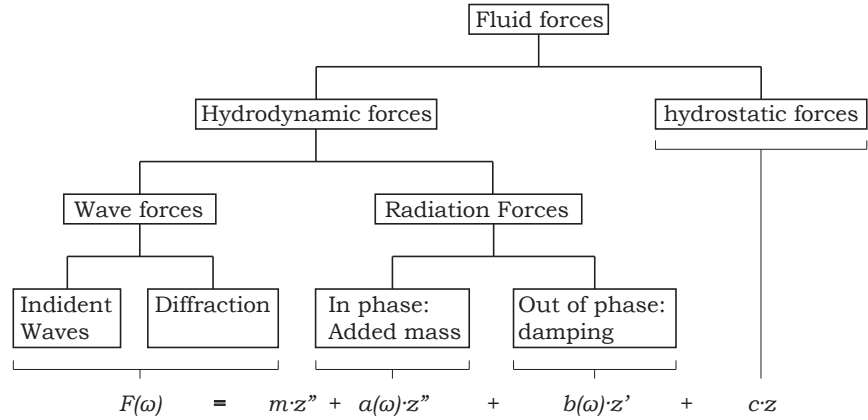 Fluid forces
Hydrodynamic forces
hydrostatic forces
Wave forces
Radiation Forces
Indident
Waves
Diffraction
In phase:
Added mass
Out of phase:
damping
F(ω) = m·z” + a(ω)·z” + b(ω)·z’ + c·z